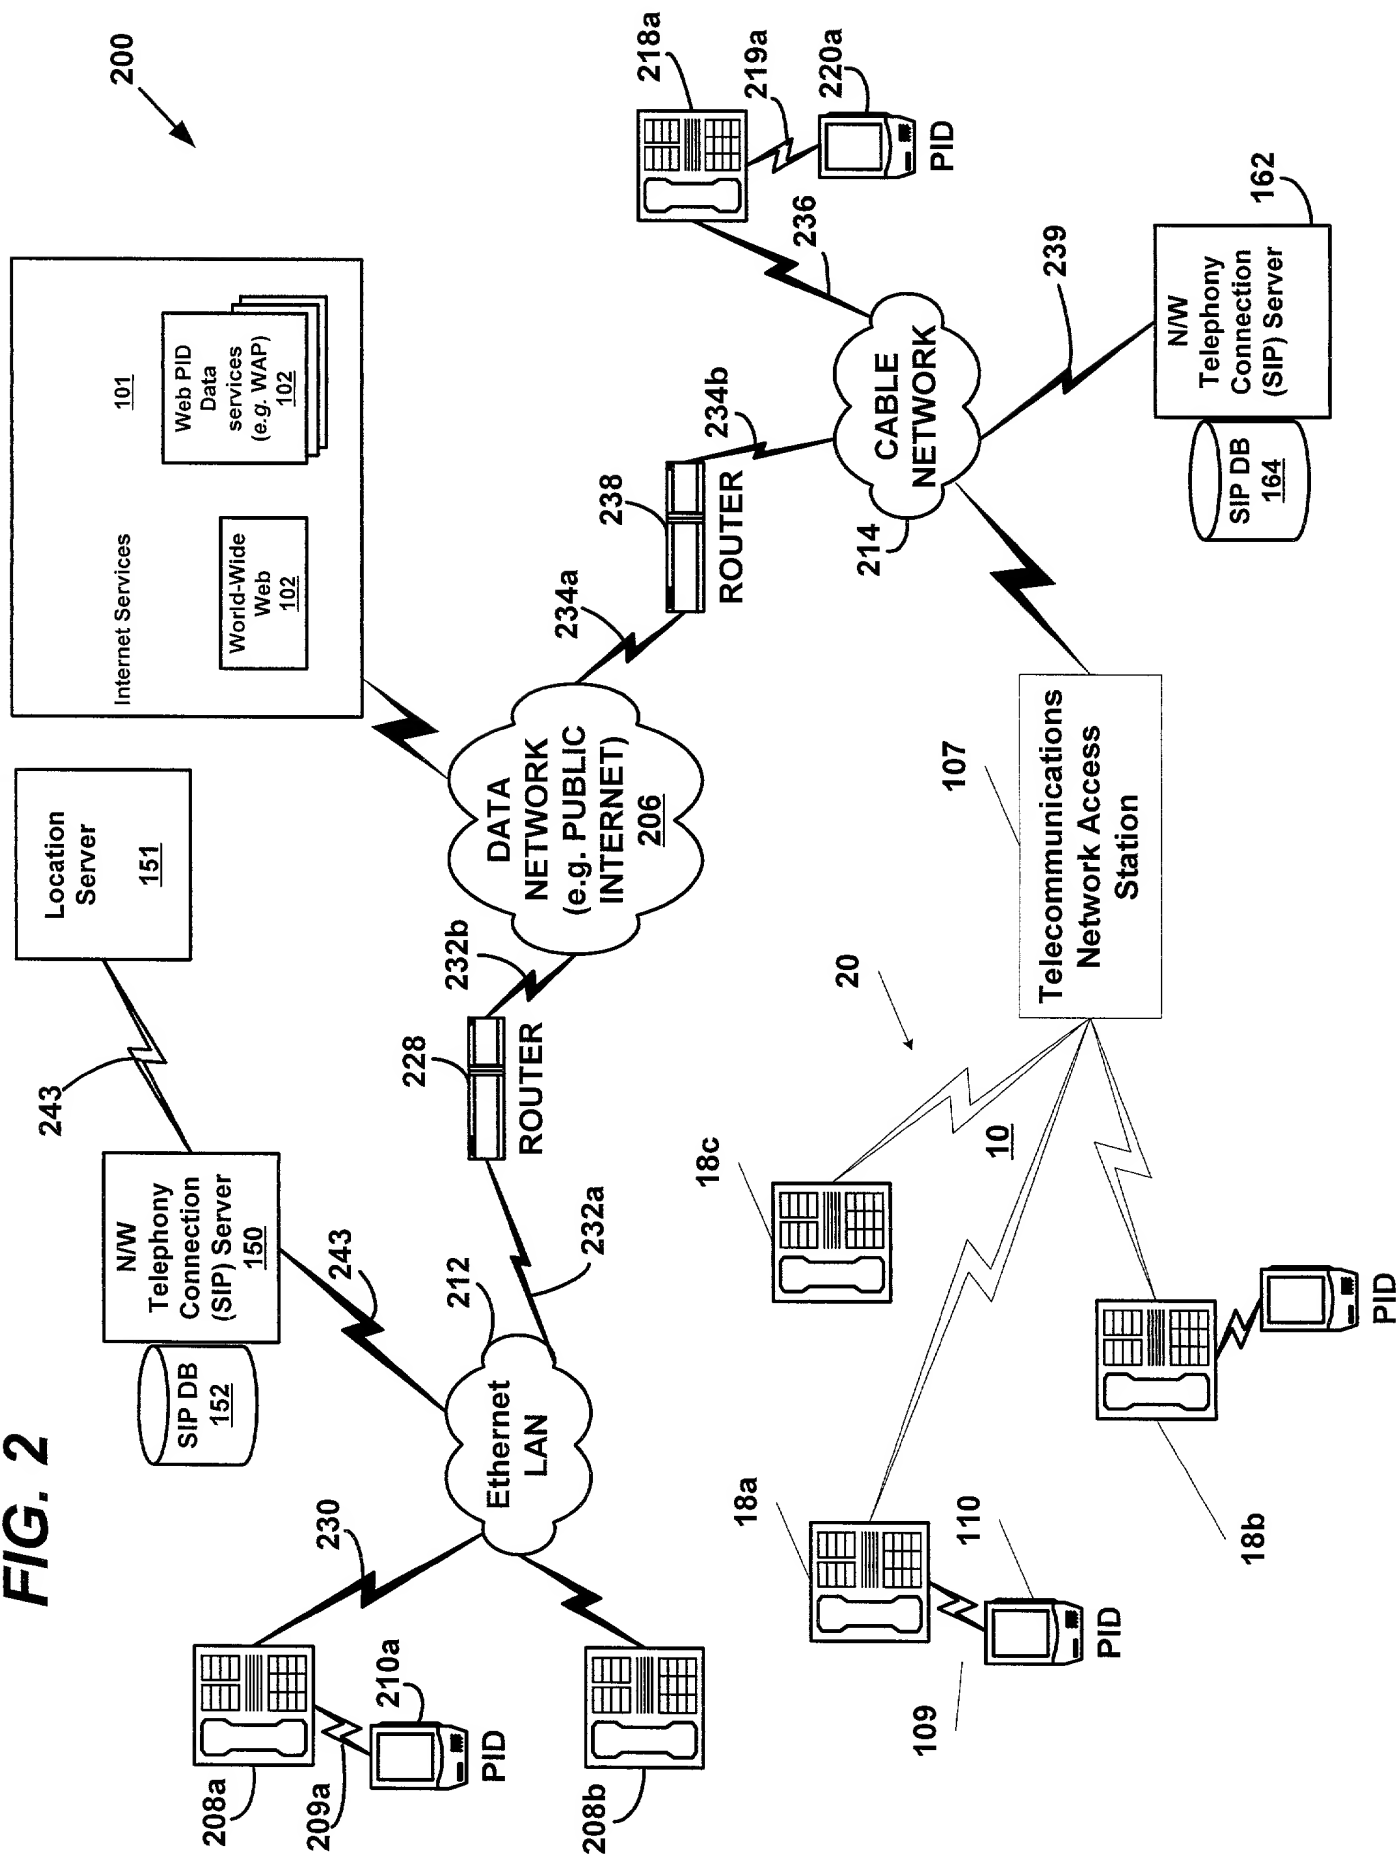 FIG. 2
200
Internet Services
101
World-Wide
Web
102
Web PID
Data
services
(e.g. WAP)
102
Location
Server
151
243
N/W
Telephony
Connection
(SIP) Server
150
SIP DB
152
243
230
208a
209a
210a
PID
208b
Ethernet
LAN
212
232a
228
ROUTER
232b
DATA
NETWORK
(e.g. PUBLIC
INTERNET)
206
234a
238
ROUTER
234b
CABLE
NETWORK
214
236
218a
219a
220a
PID
239
N/W
Telephony
Connection
(SIP) Server
162
SIP DB
164
107
Telecommunications
Network Access
Station
20
10
18c
18a
110
109
PID
18b
PID